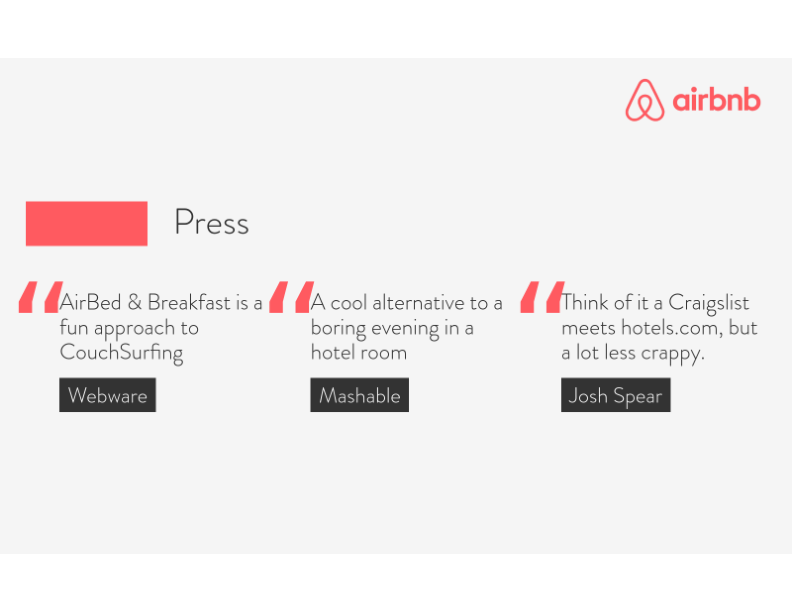 airbnb
Press
“AirBed & Breakfast is a
fun approach to
CouchSurfing
Webware
“A cool alternative to a
boring evening in a
hotel room
Mashable
“Think of it a Craigslist
meets hotels.com, but
a lot less crappy.
Josh Spear